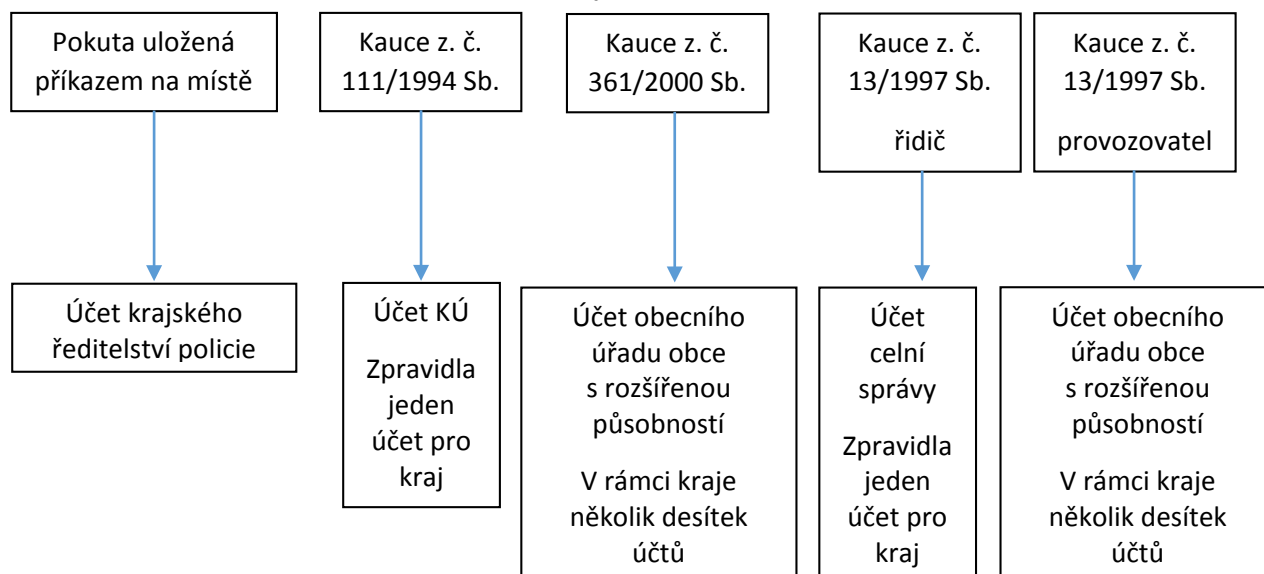 Pokuta uložená
příkazem na místě
Kauce z. č.
111/1994 Sb.
Kauce z. č.
361/2000 Sb.
Kauce z. č.
13/1997 Sb.
řidič
Kauce z. č.
13/1997 Sb.
provozovatel
Účet krajského
ředitelství policie
Účet KÚ
Zpravidla
jeden
účet pro
kraj
Účet obecního
úřadu obce
s rozšířenou
působností
V rámci kraje
několik desítek
účtů
Účet
celní
správy
Zpravidla
jeden
účet pro
kraj
Účet obecního
úřadu obce
s rozšířenou
působností
V rámci kraje
několik desítek
účtů